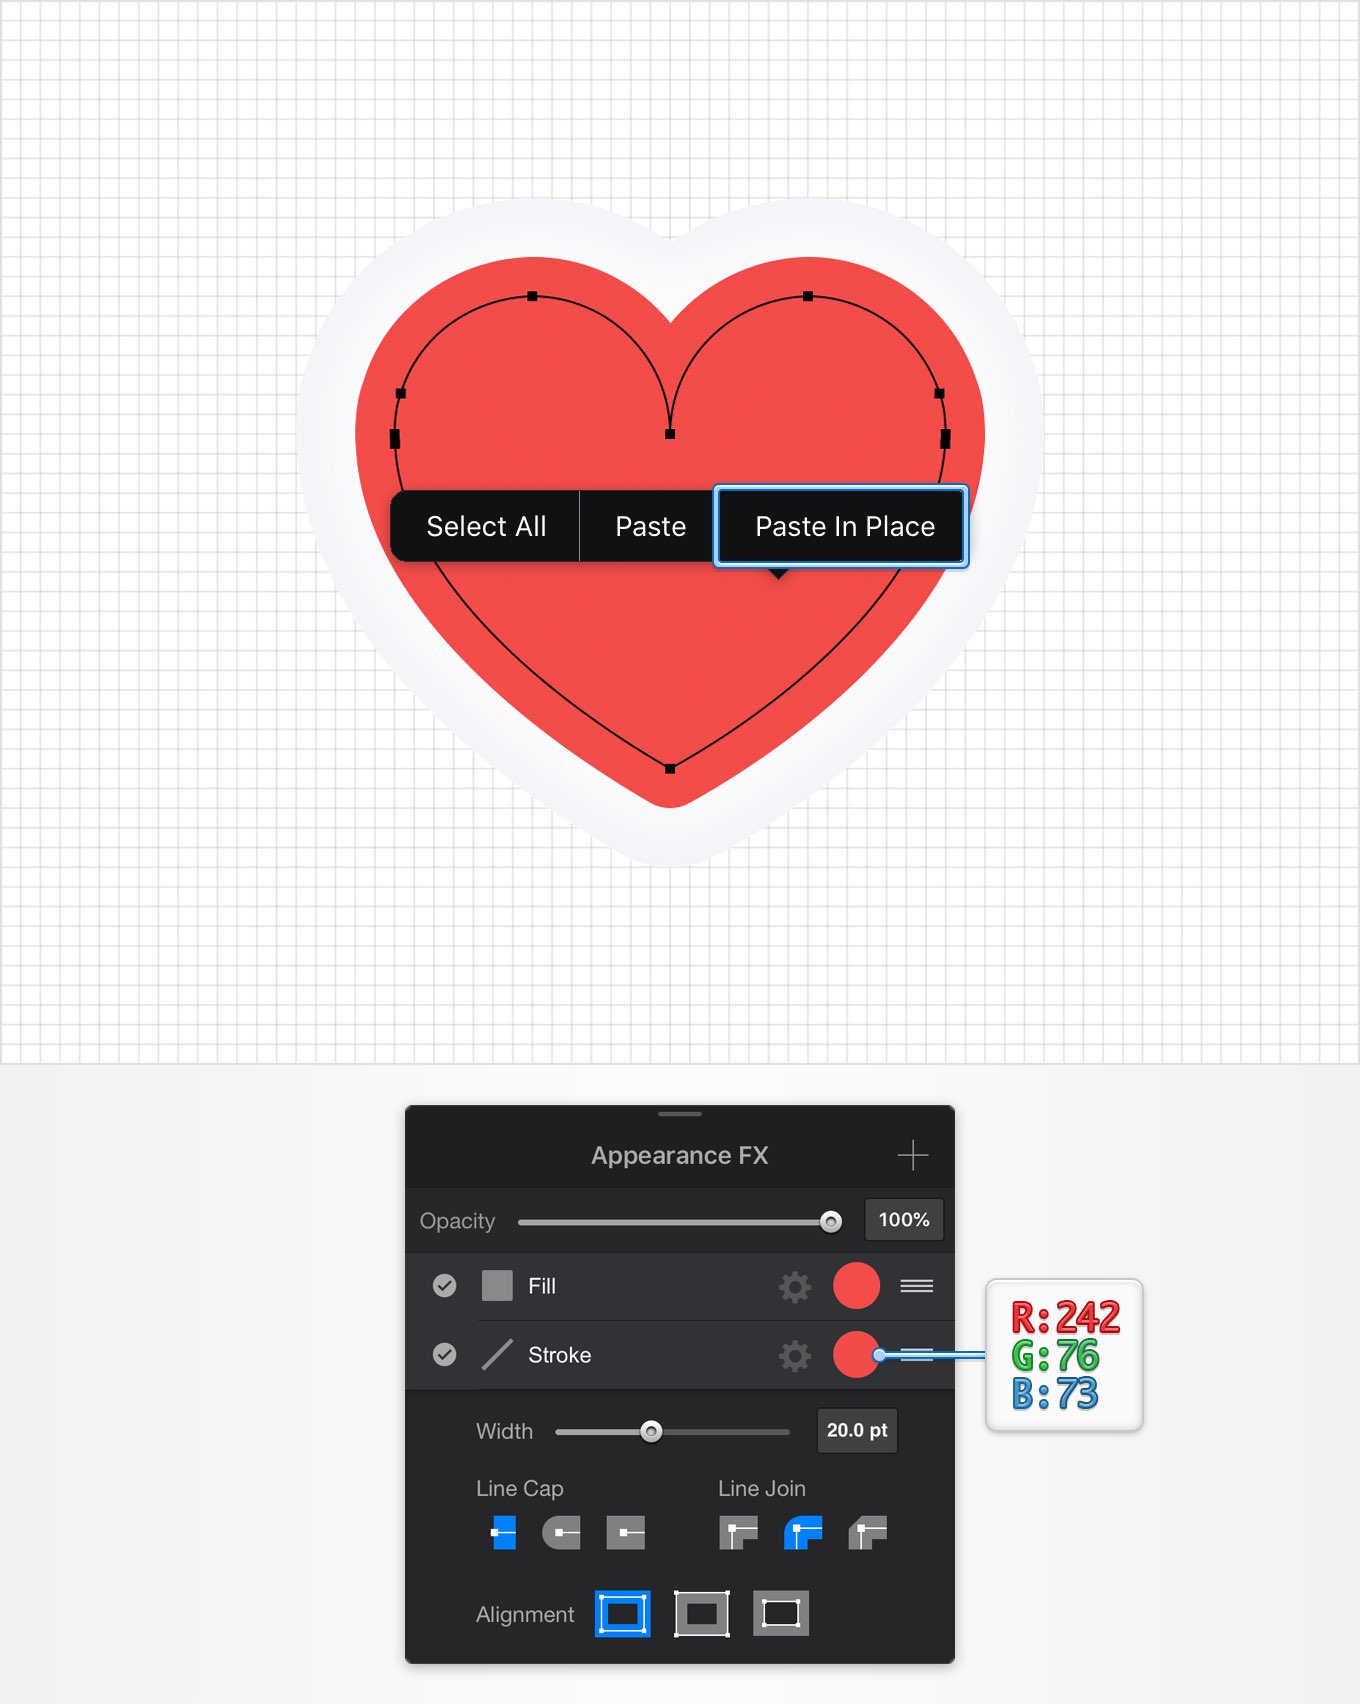 Select All Paste Paste In Place
Appearance FX
Opacity 100%
Fill
Stroke
R:242
G:76
B:73
Width 20.0 pt
Line Cap Line Join
Alignment